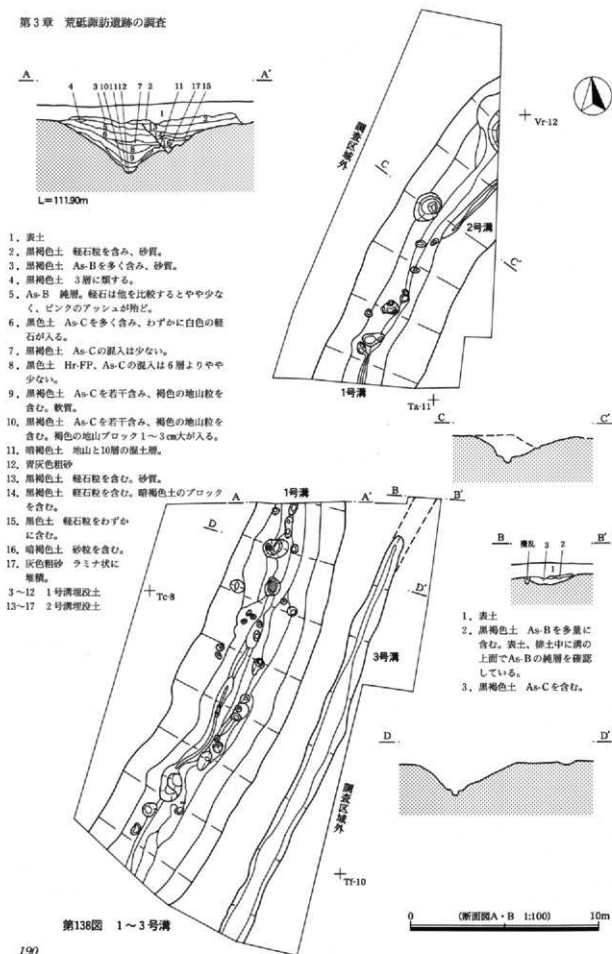 第3章 荒砥諏訪遺跡の調査
A A′
4 3 10 11 12 7 2 11 17 15
1
L=111.90m
1. 表土
2. 黒褐色土 軽石粒を含み、砂質。
3. 黒褐色土 As-Bを多く含み、砂質。
4. 黒褐色土 3層に類する。
5. As-B 純層。軽石は他を比較するとやや少な
く、ピンクのアッシュが殆ど。
6. 黒色土 As-Cを多く含み、わずかに白色の軽
石が入る。
7. 黒褐色土 As-Cの混入は少ない。
8. 黒色土 Hr-FP、As-Cの混入は6層よりやや
少ない。
9. 黒褐色土 As-Cを若干含み、褐色の地山粒を
含む。軟質。
10. 黒褐色土 As-Cを若干含み、褐色の地山粒を
含む。褐色の地山ブロック1~3cm大が入る。
11. 暗褐色土 地山と10層の混土層。
12. 青灰色粗砂
13. 黒褐色土 軽石粒を含む。砂質。
14. 黒褐色土 軽石粒を含む。暗褐色土のブロック
を含む。
15. 黒色土 軽石粒をわずか
に含む。
16. 暗褐色土 砂粒を含む。
17. 灰色粗砂 ラミナ状に
堆積。
3~12 1号溝埋没土
13~17 2号溝埋没土
調査区域外
Vr-12
C
2号溝
C′
1号溝
Ta-11
C C′
A 1号溝 A′ B B′
D
Tc-8
D′
3号溝
調査区域外
Tf-10
B 攪乱 3 2 B′
1
1. 表土
2. 黒褐色土 As-Bを多量に
含む。表土、排土中に溝の
上面でAs-Bの純層を確認
している。
3. 黒褐色土 As-Cを含む。
D D′
0 (断面図A・B 1:100) 10m
第138図 1~3号溝
190